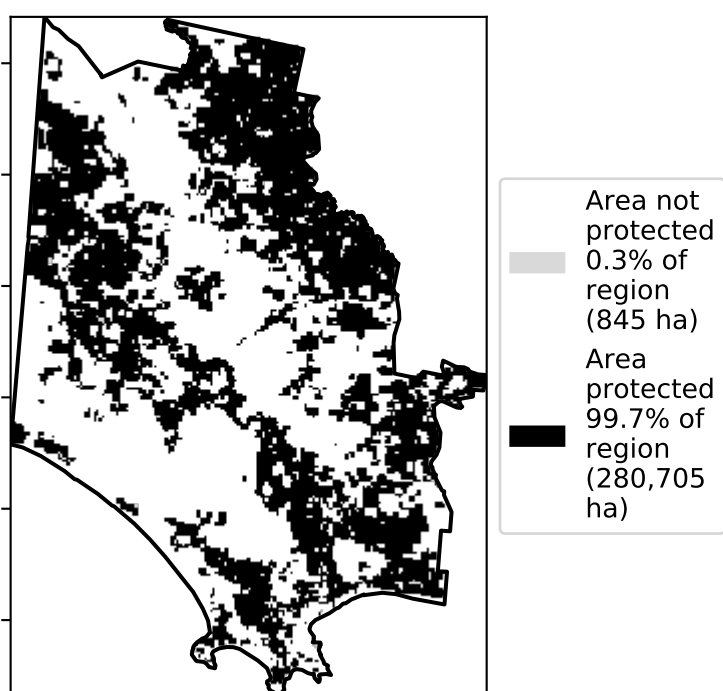 Area not
protected
0.3% of
region
(845 ha)
Area
protected
99.7% of
region
(280,705
ha)